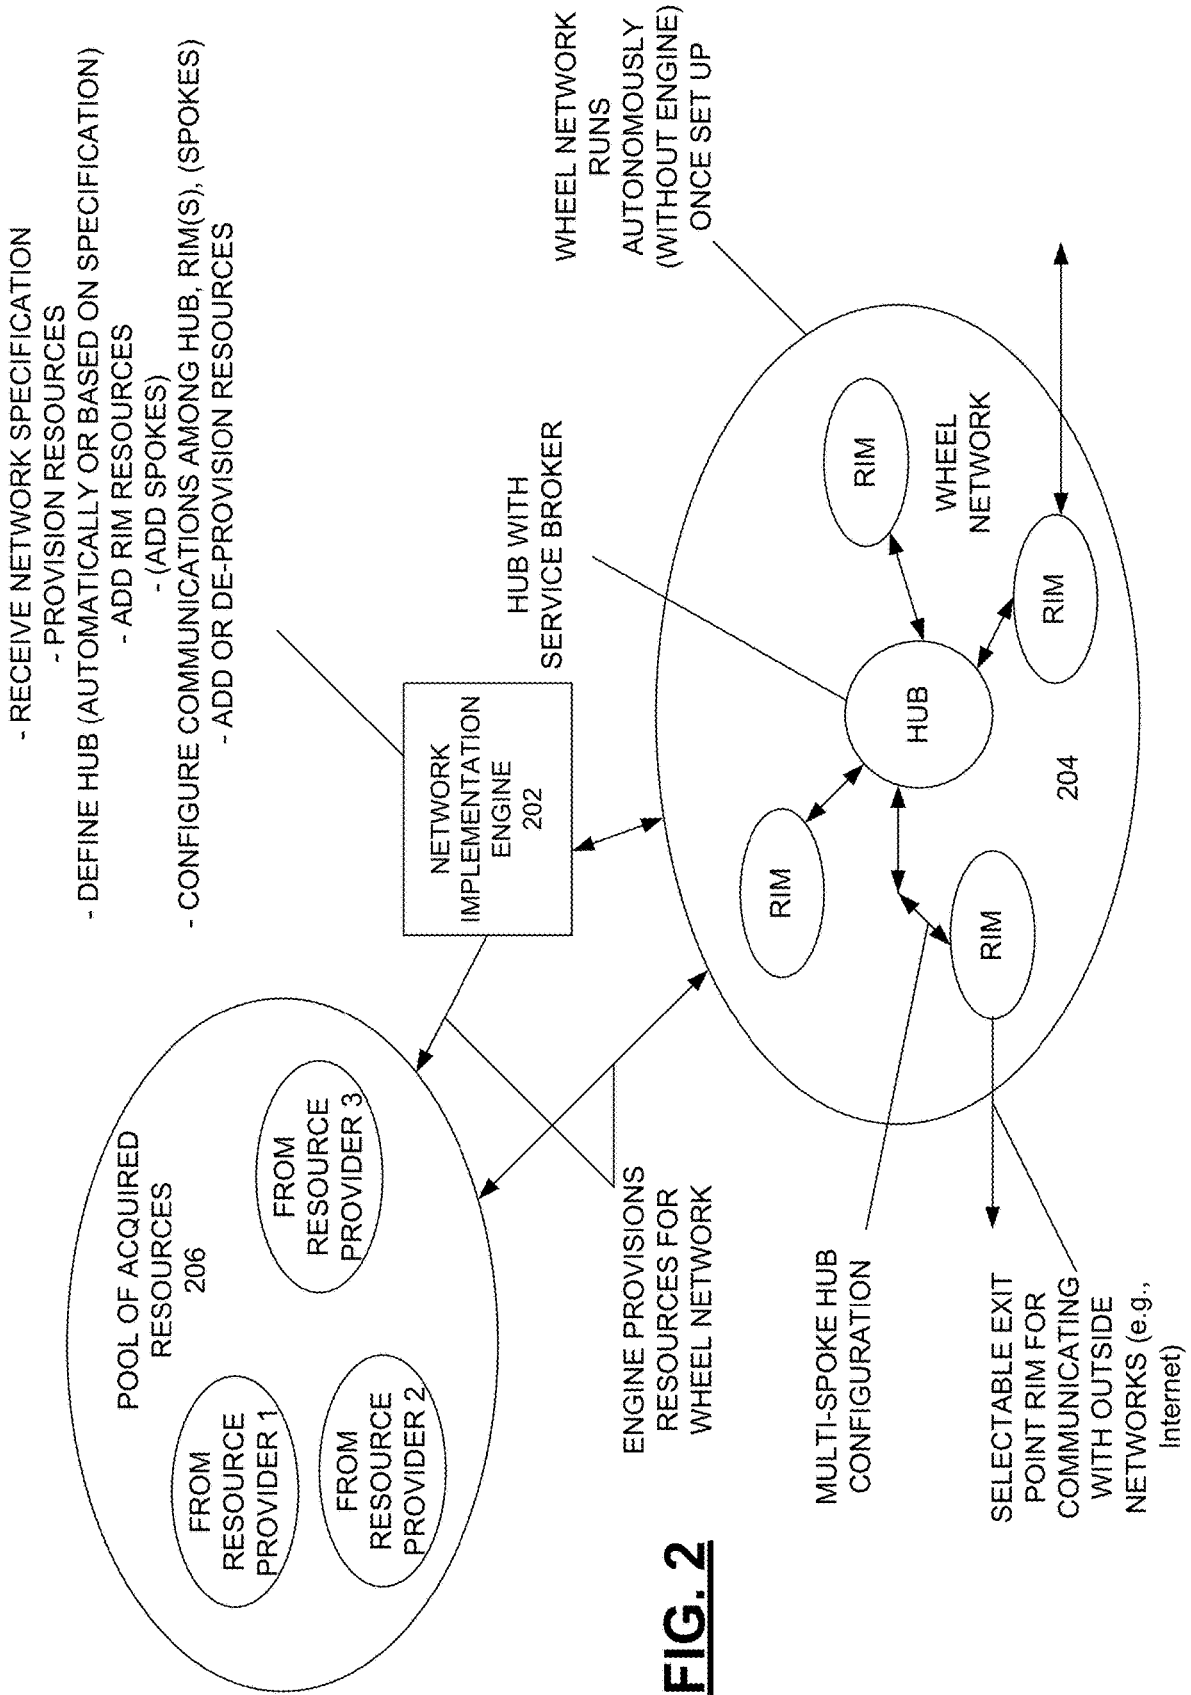 - RECEIVE NETWORK SPECIFICATION
- PROVISION RESOURCES
- DEFINE HUB (AUTOMATICALLY OR BASED ON SPECIFICATION)
- ADD RIM RESOURCES
- (ADD SPOKES)
- CONFIGURE COMMUNICATIONS AMONG HUB, RIM(S), (SPOKES)
- ADD OR DE-PROVISION RESOURCES
POOL OF ACQUIRED
RESOURCES
206
FROM
RESOURCE
PROVIDER 1
FROM
RESOURCE
PROVIDER 2
FROM
RESOURCE
PROVIDER 3
NETWORK
IMPLEMENTATION
ENGINE
202
HUB WITH
SERVICE BROKER
WHEEL NETWORK
RUNS
AUTONOMOUSLY
(WITHOUT ENGINE)
ONCE SET UP
ENGINE PROVISIONS
RESOURCES FOR
WHEEL NETWORK
RIM
RIM
WHEEL
NETWORK
HUB
RIM
RIM
204
MULTI-SPOKE HUB
CONFIGURATION
SELECTABLE EXIT
POINT RIM FOR
COMMUNICATING
WITH OUTSIDE
NETWORKS (e.g.,
Internet)
FIG. 2